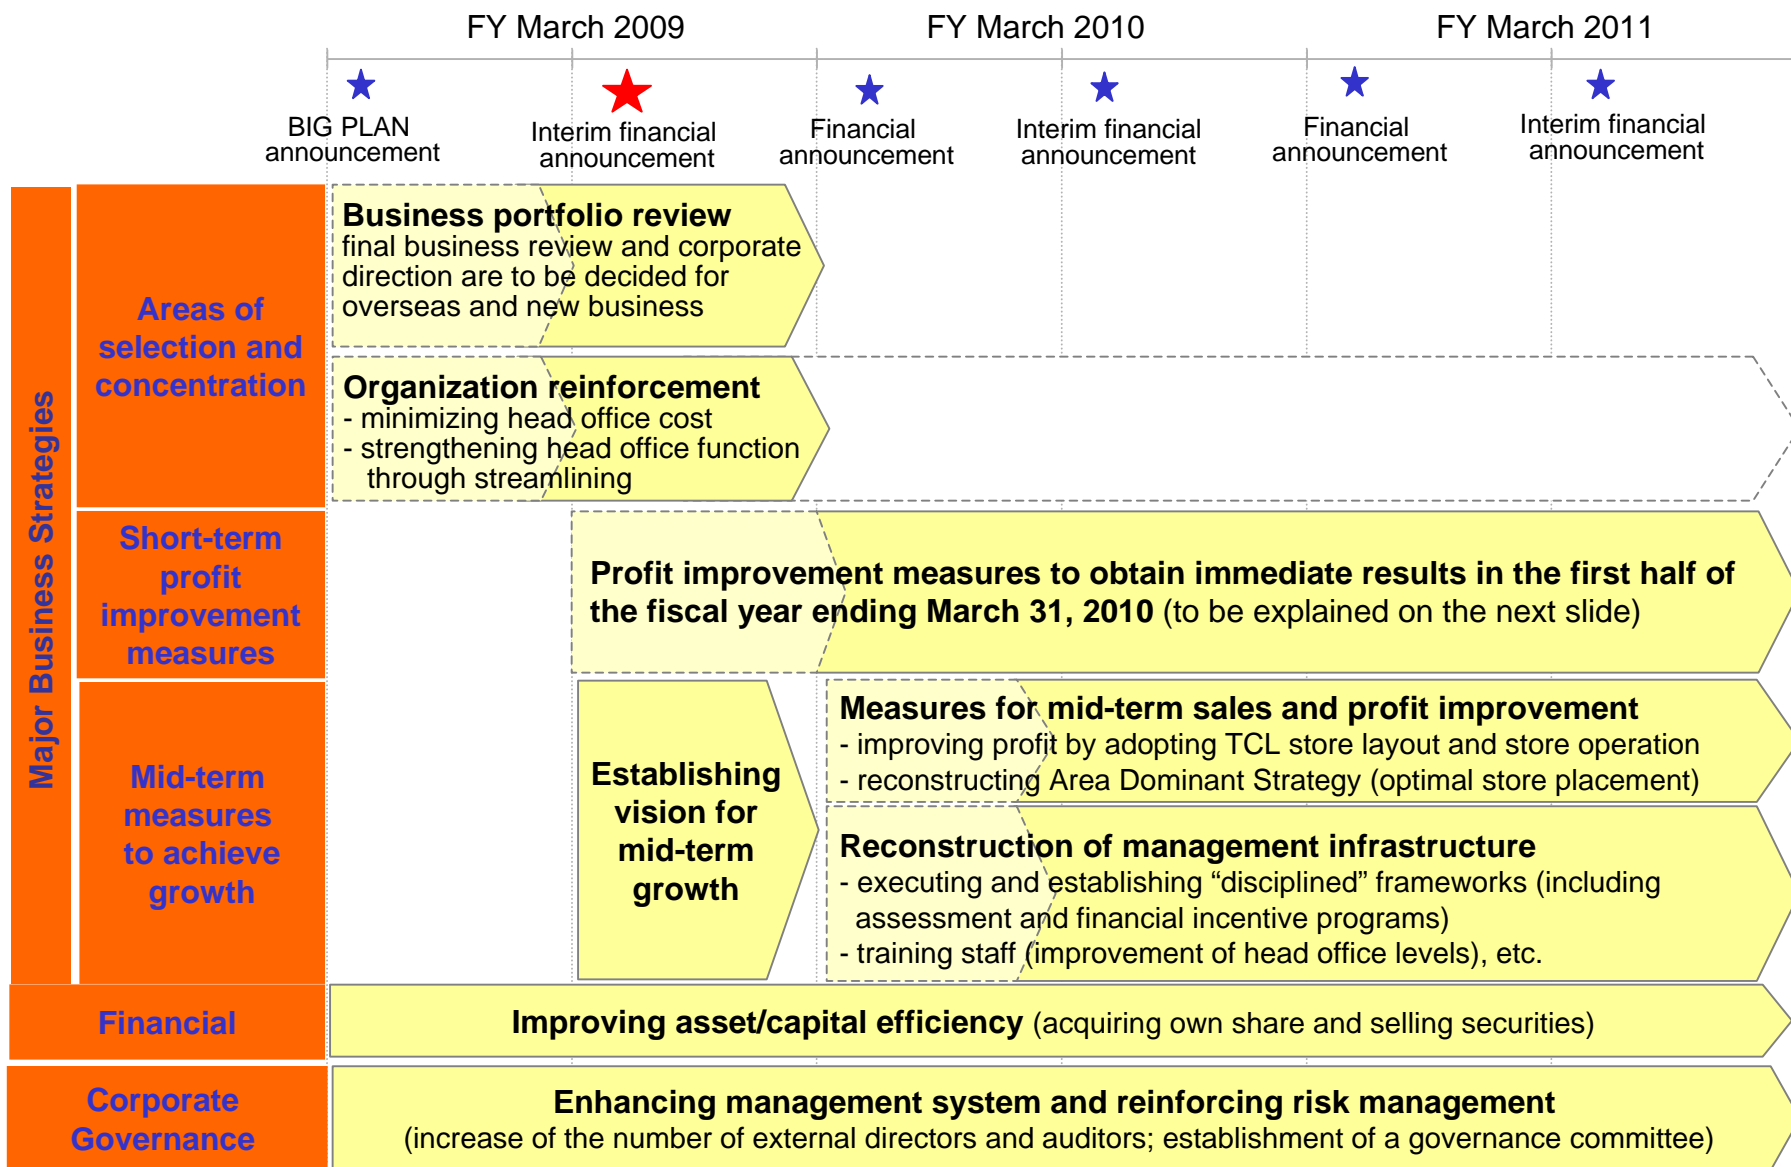 FY March 2009
FY March 2010
FY March 2011
BIG PLAN
announcement
Interim financial
announcement
Financial
announcement
Interim financial
announcement
Financial
announcement
Interim financial
announcement
Major Business Strategies
Areas of
selection and
concentration
Business portfolio review
final business review and corporate
direction are to be decided for
overseas and new business
Organization reinforcement
- minimizing head office cost
- strengthening head office function
through streamlining
Short-term
profit
improvement
measures
Profit improvement measures to obtain immediate results in the first half of
the fiscal year ending March 31, 2010 (to be explained on the next slide)
Mid-term
measures
to achieve
growth
Establishing
vision for
mid-term
growth
Measures for mid-term sales and profit improvement
- improving profit by adopting TCL store layout and store operation
- reconstructing Area Dominant Strategy (optimal store placement)
Reconstruction of management infrastructure
- executing and establishing “disciplined” frameworks (including
assessment and financial incentive programs)
- training staff (improvement of head office levels), etc.
Financial
Improving asset/capital efficiency (acquiring own share and selling securities)
Corporate
Governance
Enhancing management system and reinforcing risk management
(increase of the number of external directors and auditors; establishment of a governance committee)